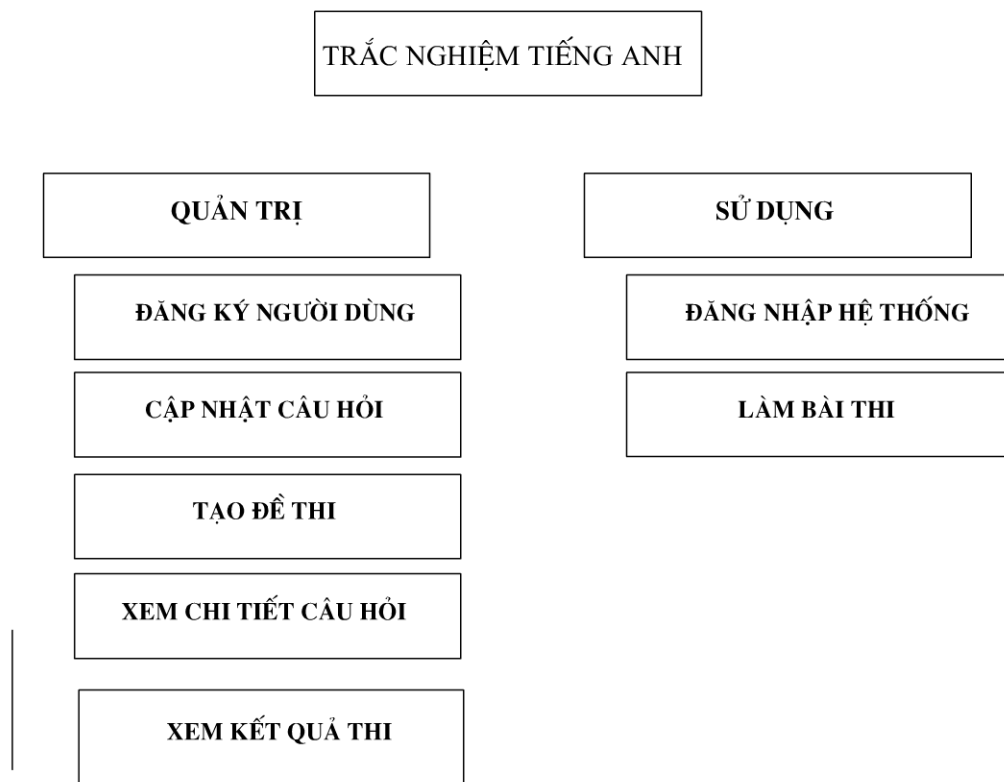 TRẮC NGHIỆM TIẾNG ANH
QUẢN TRỊ
ĐĂNG KÝ NGƯỜI DÙNG
CẬP NHẬT CÂU HỎI
TẠO ĐỀ THI
XEM CHI TIẾT CÂU HỎI
XEM KẾT QUẢ THI
SỬ DỤNG
ĐĂNG NHẬP HỆ THỐNG
LÀM BÀI THI